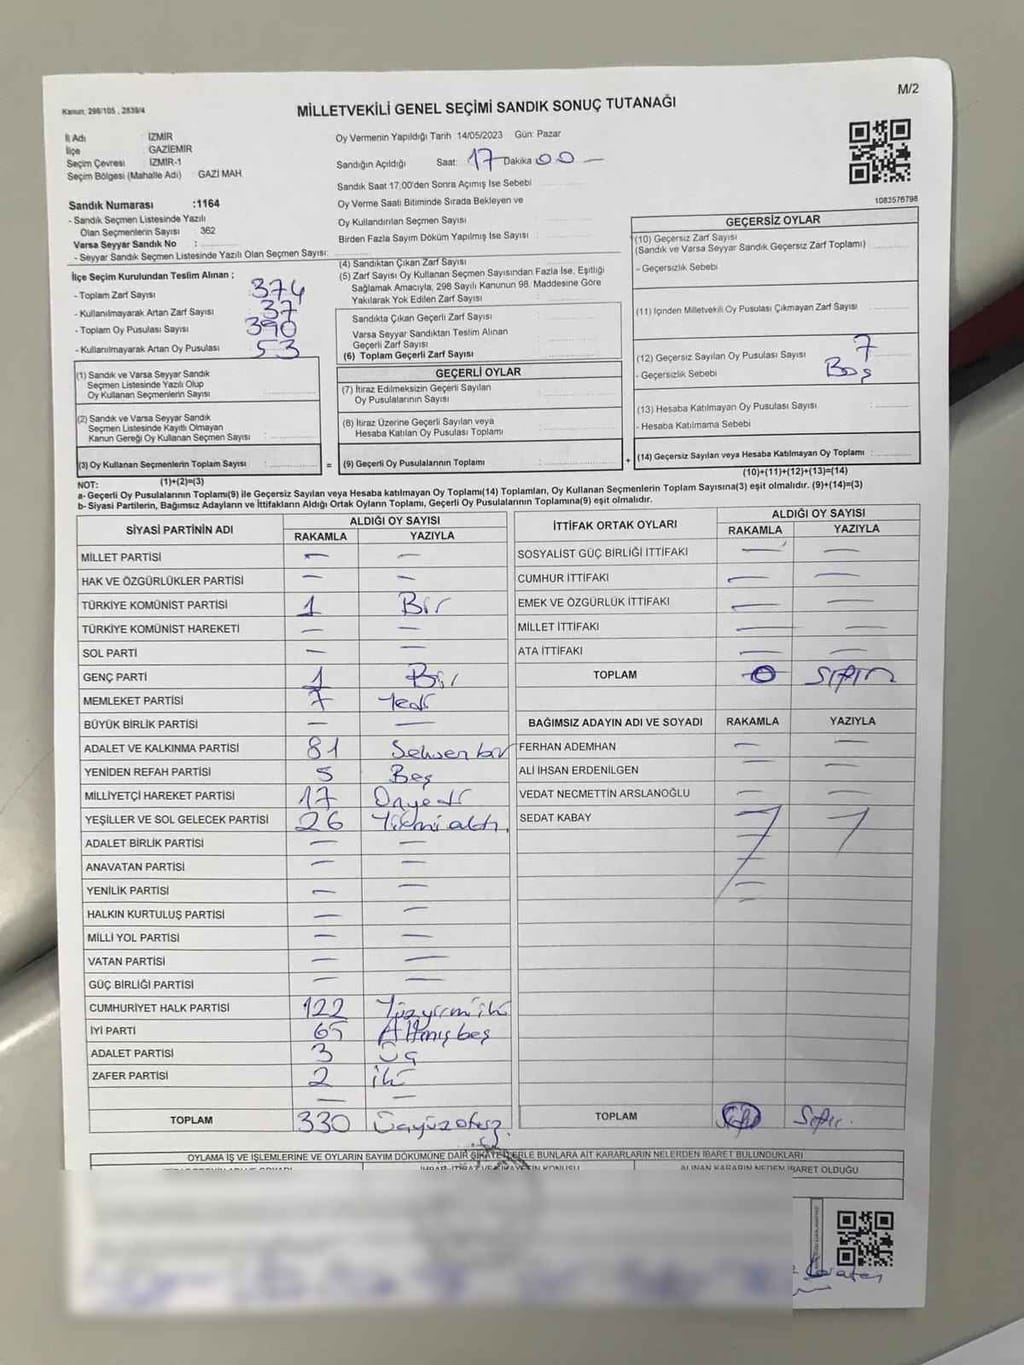 Kanun, 298/105 , 2839/4
M/2
MİLLETVEKİLİ GENEL SEÇİMİ SANDIK SONUÇ TUTANAĞI
İl Adı : İZMİR
İlçe : GAZİEMİR
Seçim Çevresi : İZMİR-1
Seçim Bölgesi (Mahalle Adı) GAZİ MAH.
Sandık Numarası :1164
- Sandık Seçmen Listesinde Yazılı
Olan Seçmenlerin Sayısı : 362
Varsa Seyyar Sandık No :
- Seyyar Sandık Seçmen Listesinde Yazılı Olan Seçmen Sayısı:
Oy Vermenin Yapıldığı Tarih 14/05/2023 Gün: Pazar
Sandığın Açıldığı Saat: 17 Dakika 00 —
Sandık Saat 17:00'den Sonra Açımış İse Sebebi
Oy Verme Saati Bitiminde Sırada Bekleyen ve
Oy Kullandırılan Seçmen Sayısı
Birden Fazla Sayım Döküm Yapılmış İse Sayısı
1083576798
İlçe Seçim Kurulundan Teslim Alınan ;
- Toplam Zarf Sayısı : 374
- Kullanılmayarak Artan Zarf Sayısı : 37
- Toplam Oy Pusulası Sayısı : 390
- Kullanılmayarak Artan Oy Pusulası : 53
(1) Sandık ve Varsa Seyyar Sandık
Seçmen Listesinde Yazılı Olup
Oy Kullanan Seçmenlerin Sayısı :
(2) Sandık ve Varsa Seyyar Sandık
Seçmen Listesinde Kayıtlı Olmayan
Kanun Gereği Oy Kullanan Seçmen Sayısı :
(3) Oy Kullanan Seçmenlerin Toplam Sayısı :
(1)+(2)=(3)
(4) Sandıktan Çıkan Zarf Sayısı
(5) Zarf Sayısı Oy Kullanan Seçmen Sayısından Fazla İse, Eşitliği
Sağlamak Amacıyla, 298 Sayılı Kanunun 98. Maddesine Göre
Yakılarak Yok Edilen Zarf Sayısı
Sandıkta Çıkan Geçerli Zarf Sayısı
Varsa Seyyar Sandıktan Teslim Alınan
Geçerli Zarf Sayısı
(6) Toplam Geçerli Zarf Sayısı
GEÇERLİ OYLAR
(7) İtiraz Edilmeksizin Geçerli Sayılan
Oy Pusulalarının Sayısı
(8) İtiraz Üzerine Geçerli Sayılan veya
Hesaba Katılan Oy Pusulası Toplamı
= (9) Geçerli Oy Pusulalarının Toplamı
GEÇERSİZ OYLAR
(10) Geçersiz Zarf Sayısı
(Sandık ve Varsa Seyyar Sandık Geçersiz Zarf Toplamı)
- Geçersizlik Sebebi
(11) İçinden Milletvekili Oy Pusulası Çıkmayan Zarf Sayısı
(12) Geçersiz Sayılan Oy Pusulası Sayısı : 7
- Geçersizlik Sebebi Boş
(13) Hesaba Katılmayan Oy Pusulası Sayısı
- Hesaba Katılmama Sebebi
+ (14) Geçersiz Sayılan veya Hesaba Katılmayan Oy Toplamı :
(10)+(11)+(12)+(13)=(14)
NOT:
a- Geçerli Oy Pusulalarının Toplamı(9) ile Geçersiz Sayılan veya Hesaba katılmayan Oy Toplamı(14) Toplamları, Oy Kullanan Seçmenlerin Toplam Sayısına(3) eşit olmalıdır. (9)+(14)=(3)
b- Siyasi Partilerin, Bağımsız Adayların ve İttifakların Aldığı Ortak Oyların Toplamı, Geçerli Oy Pusulalarının Toplamına(9) eşit olmalıdır.
SİYASİ PARTİNİN ADI ALDIĞI OY SAYISI
RAKAMLA YAZIYLA
MİLLET PARTİSİ — —
HAK VE ÖZGÜRLÜKLER PARTİSİ — —
TÜRKİYE KOMÜNİST PARTİSİ 1 Bir
TÜRKİYE KOMÜNİST HAREKETİ — —
SOL PARTİ — —
GENÇ PARTİ 1 Bir
MEMLEKET PARTİSİ 7 Yedi
BÜYÜK BİRLİK PARTİSİ — —
ADALET VE KALKINMA PARTİSİ 81 Seksen bir
YENİDEN REFAH PARTİSİ 5 Beş
MİLLİYETÇİ HAREKET PARTİSİ 17 Onyedi
YEŞİLLER VE SOL GELECEK PARTİSİ 26 Yirmi altı.
ADALET BİRLİK PARTİSİ — —
ANAVATAN PARTİSİ — —
YENİLİK PARTİSİ — —
HALKIN KURTULUŞ PARTİSİ — —
MİLLİ YOL PARTİSİ — —
VATAN PARTİSİ — —
GÜÇ BİRLİĞİ PARTİSİ — —
CUMHURİYET HALK PARTİSİ 122 Yüzyirmiiki
İYİ PARTİ 65 Altmışbeş
ADALET PARTİSİ 3 Üç
ZAFER PARTİSİ 2 iki
— —
TOPLAM 330 Üçyüzotuz.
İTTİFAK ORTAK OYLARI ALDIĞI OY SAYISI
RAKAMLA YAZIYLA
SOSYALİST GÜÇ BİRLİĞİ İTTİFAKI — —
CUMHUR İTTİFAKI — —
EMEK VE ÖZGÜRLÜK İTTİFAKI — —
MİLLET İTTİFAKI — —
ATA İTTİFAKI — —
TOPLAM 0 SIFIR
BAĞIMSIZ ADAYIN ADI VE SOYADI RAKAMLA YAZIYLA
FERHAN ADEMHAN — —
ALİ İHSAN ERDENİLGEN — —
VEDAT NECMETTİN ARSLANOĞLU — —
SEDAT KABAY
TOPLAM Sıfır.
OYLAMA İŞ VE İŞLEMLERİNE VE OYLARIN SAYIM DÖKÜMÜNE DAİR ŞİKAYETLERLE BUNLARA AİT KARARLARIN NELERDEN İBARET BULUNDUKLARI
ALINAN KARARIN NEDEN İBARET OLDUĞU